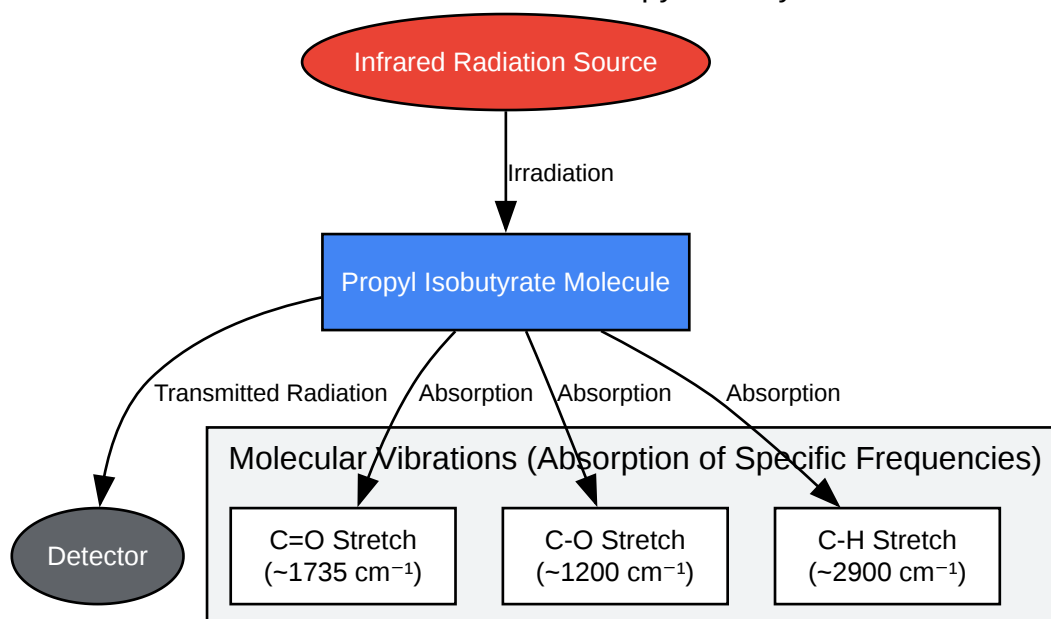 Infrared Radiation Source
Irradiation
Propyl Isobutyrate Molecule
Transmitted Radiation
Absorption
Absorption
Absorption
Molecular Vibrations (Absorption of Specific Frequencies)
Detector
C=O Stretch
(~1735 cm⁻¹)
C-O Stretch
(~1200 cm⁻¹)
C-H Stretch
(~2900 cm⁻¹)